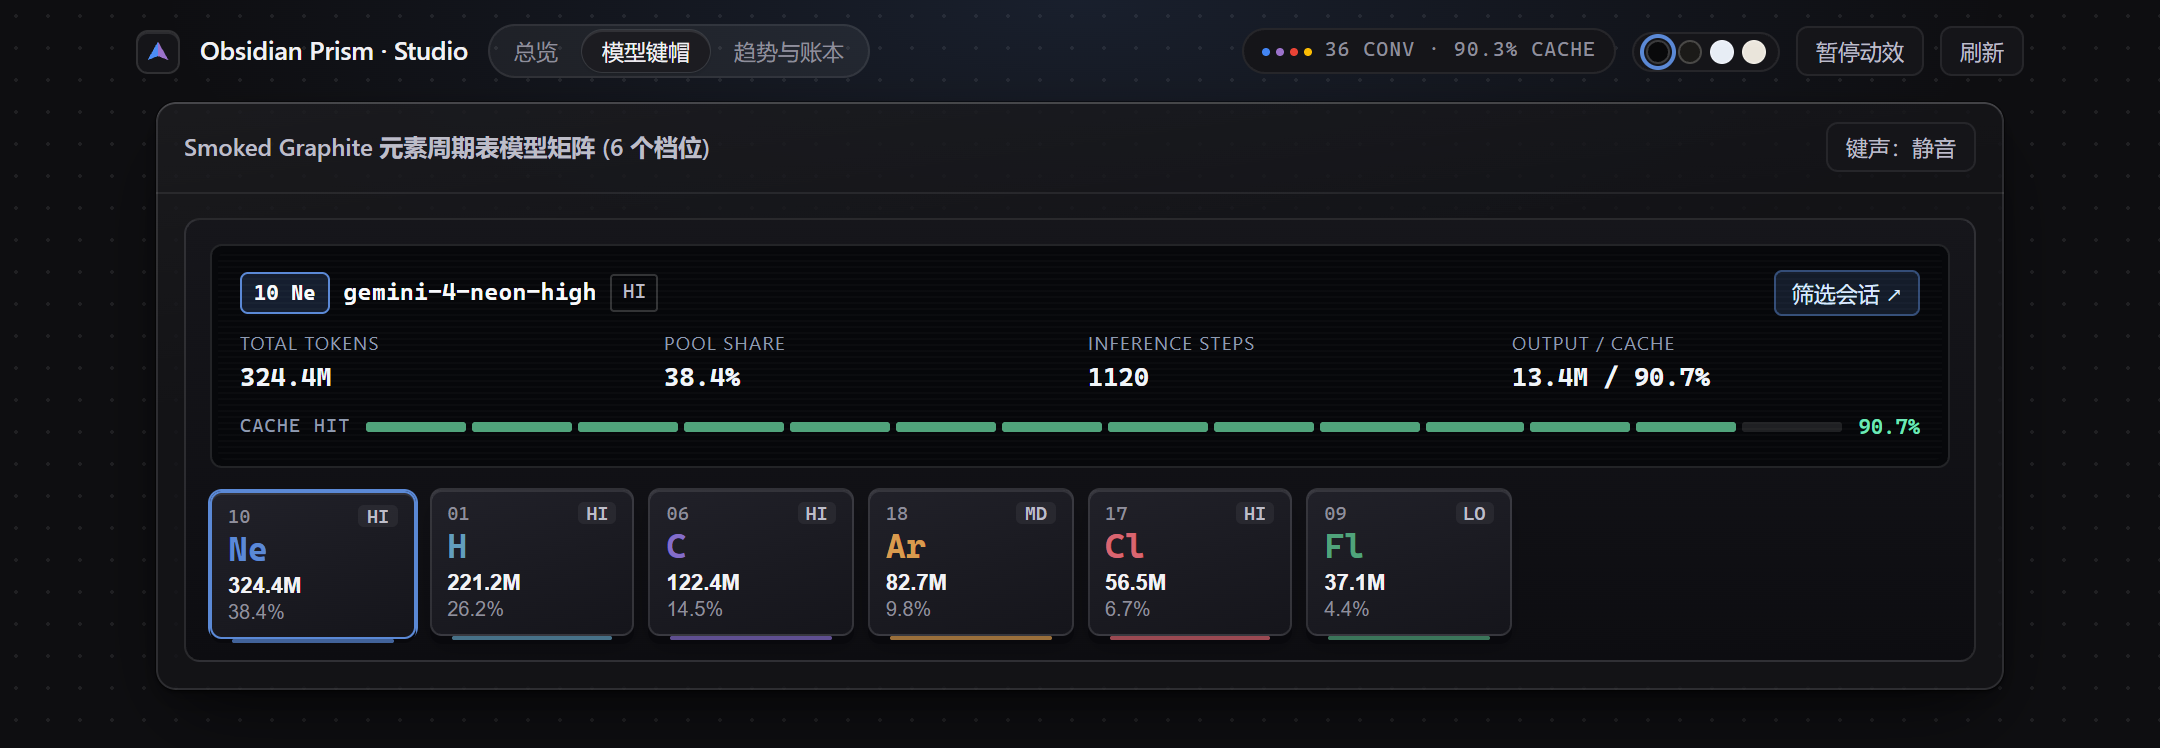 Obsidian Prism · Studio
总览
模型键帽
趋势与账本
36 CONV · 90.3% CACHE
暂停动效
刷新
Smoked Graphite 元素周期表模型矩阵 (6 个档位)
键声：静音
10 Ne gemini-4-neon-high HI
筛选会话 ↗
TOTAL TOKENS
324.4M
POOL SHARE
38.4%
INFERENCE STEPS
1120
OUTPUT / CACHE
13.4M / 90.7%
CACHE HIT 90.7%
10 HI
Ne
324.4M
38.4%
01 HI
H
221.2M
26.2%
06 HI
C
122.4M
14.5%
18 MD
Ar
82.7M
9.8%
17 HI
Cl
56.5M
6.7%
09 LO
Fl
37.1M
4.4%